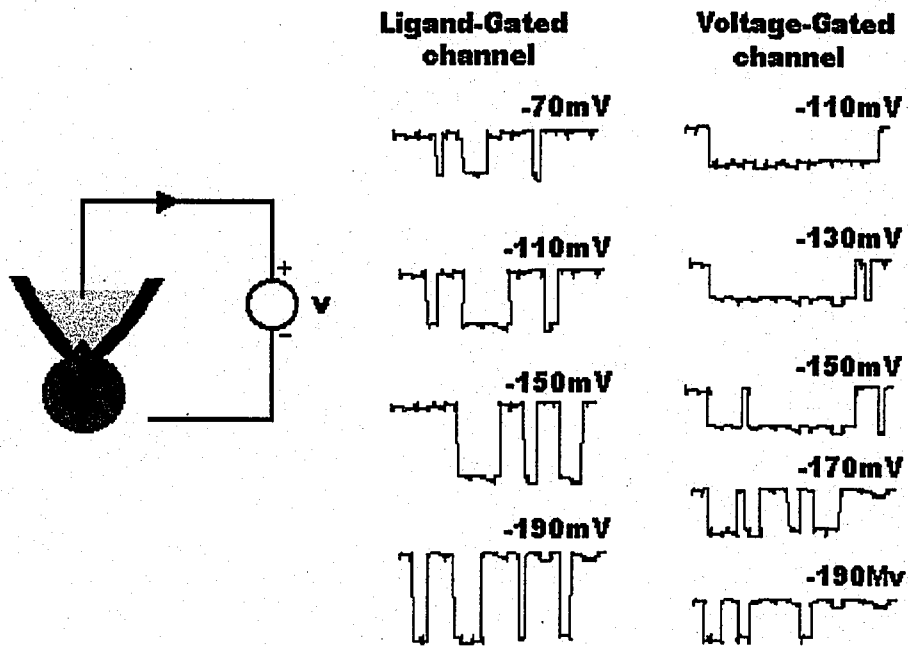 Ligand-Gated
channel
Voltage-Gated
channel
-70mV
-110mV
-150mV
-190mV
-110mV
-130mV
-150mV
-170mV
-190Mv
+
V
-